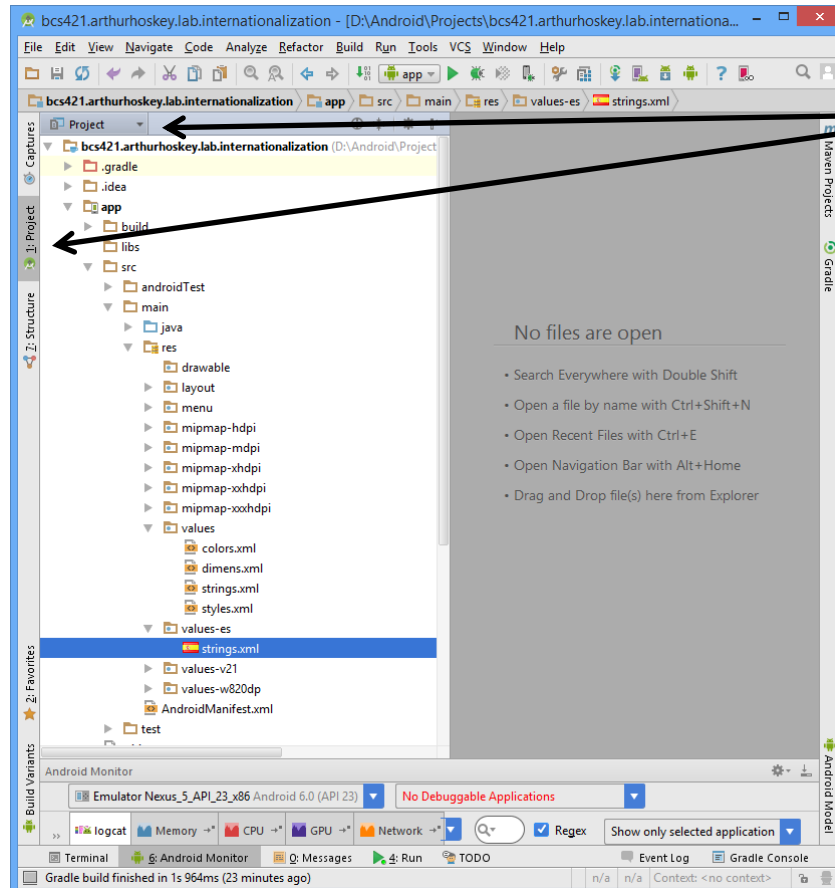 bcs421.arthurhoskey.lab.internationalization - [D:\Android\Projects\bcs421.arthurhoskey.lab.internationa...
File Edit View Navigate Code Analyze Refactor Build Run Tools VCS Window Help
app
bcs421.arthurhoskey.lab.internationalization app src main res values-es strings.xml
Project
Captures
1: Project
7: Structure
2: Favorites
Build Variants
bcs421.arthurhoskey.lab.internationalization (D:\Android\Project
.gradle
.idea
app
build
libs
src
androidTest
main
java
res
drawable
layout
menu
mipmap-hdpi
mipmap-mdpi
mipmap-xhdpi
mipmap-xxhdpi
mipmap-xxxhdpi
values
colors.xml
dimens.xml
strings.xml
styles.xml
values-es
strings.xml
values-v21
values-w820dp
AndroidManifest.xml
test
No files are open
• Search Everywhere with Double Shift
• Open a file by name with Ctrl+Shift+N
• Open Recent Files with Ctrl+E
• Open Navigation Bar with Alt+Home
• Drag and Drop file(s) here from Explorer
Maven Projects
Gradle
Android Model
Android Monitor
Emulator Nexus_5_API_23_x86 Android 6.0 (API 23) No Debuggable Applications
logcat Memory CPU GPU Network Regex Show only selected application
Terminal 6: Android Monitor 0: Messages 4: Run TODO Event Log Gradle Console
Gradle build finished in 1s 964ms (23 minutes ago) n/a n/a Context: <no context>